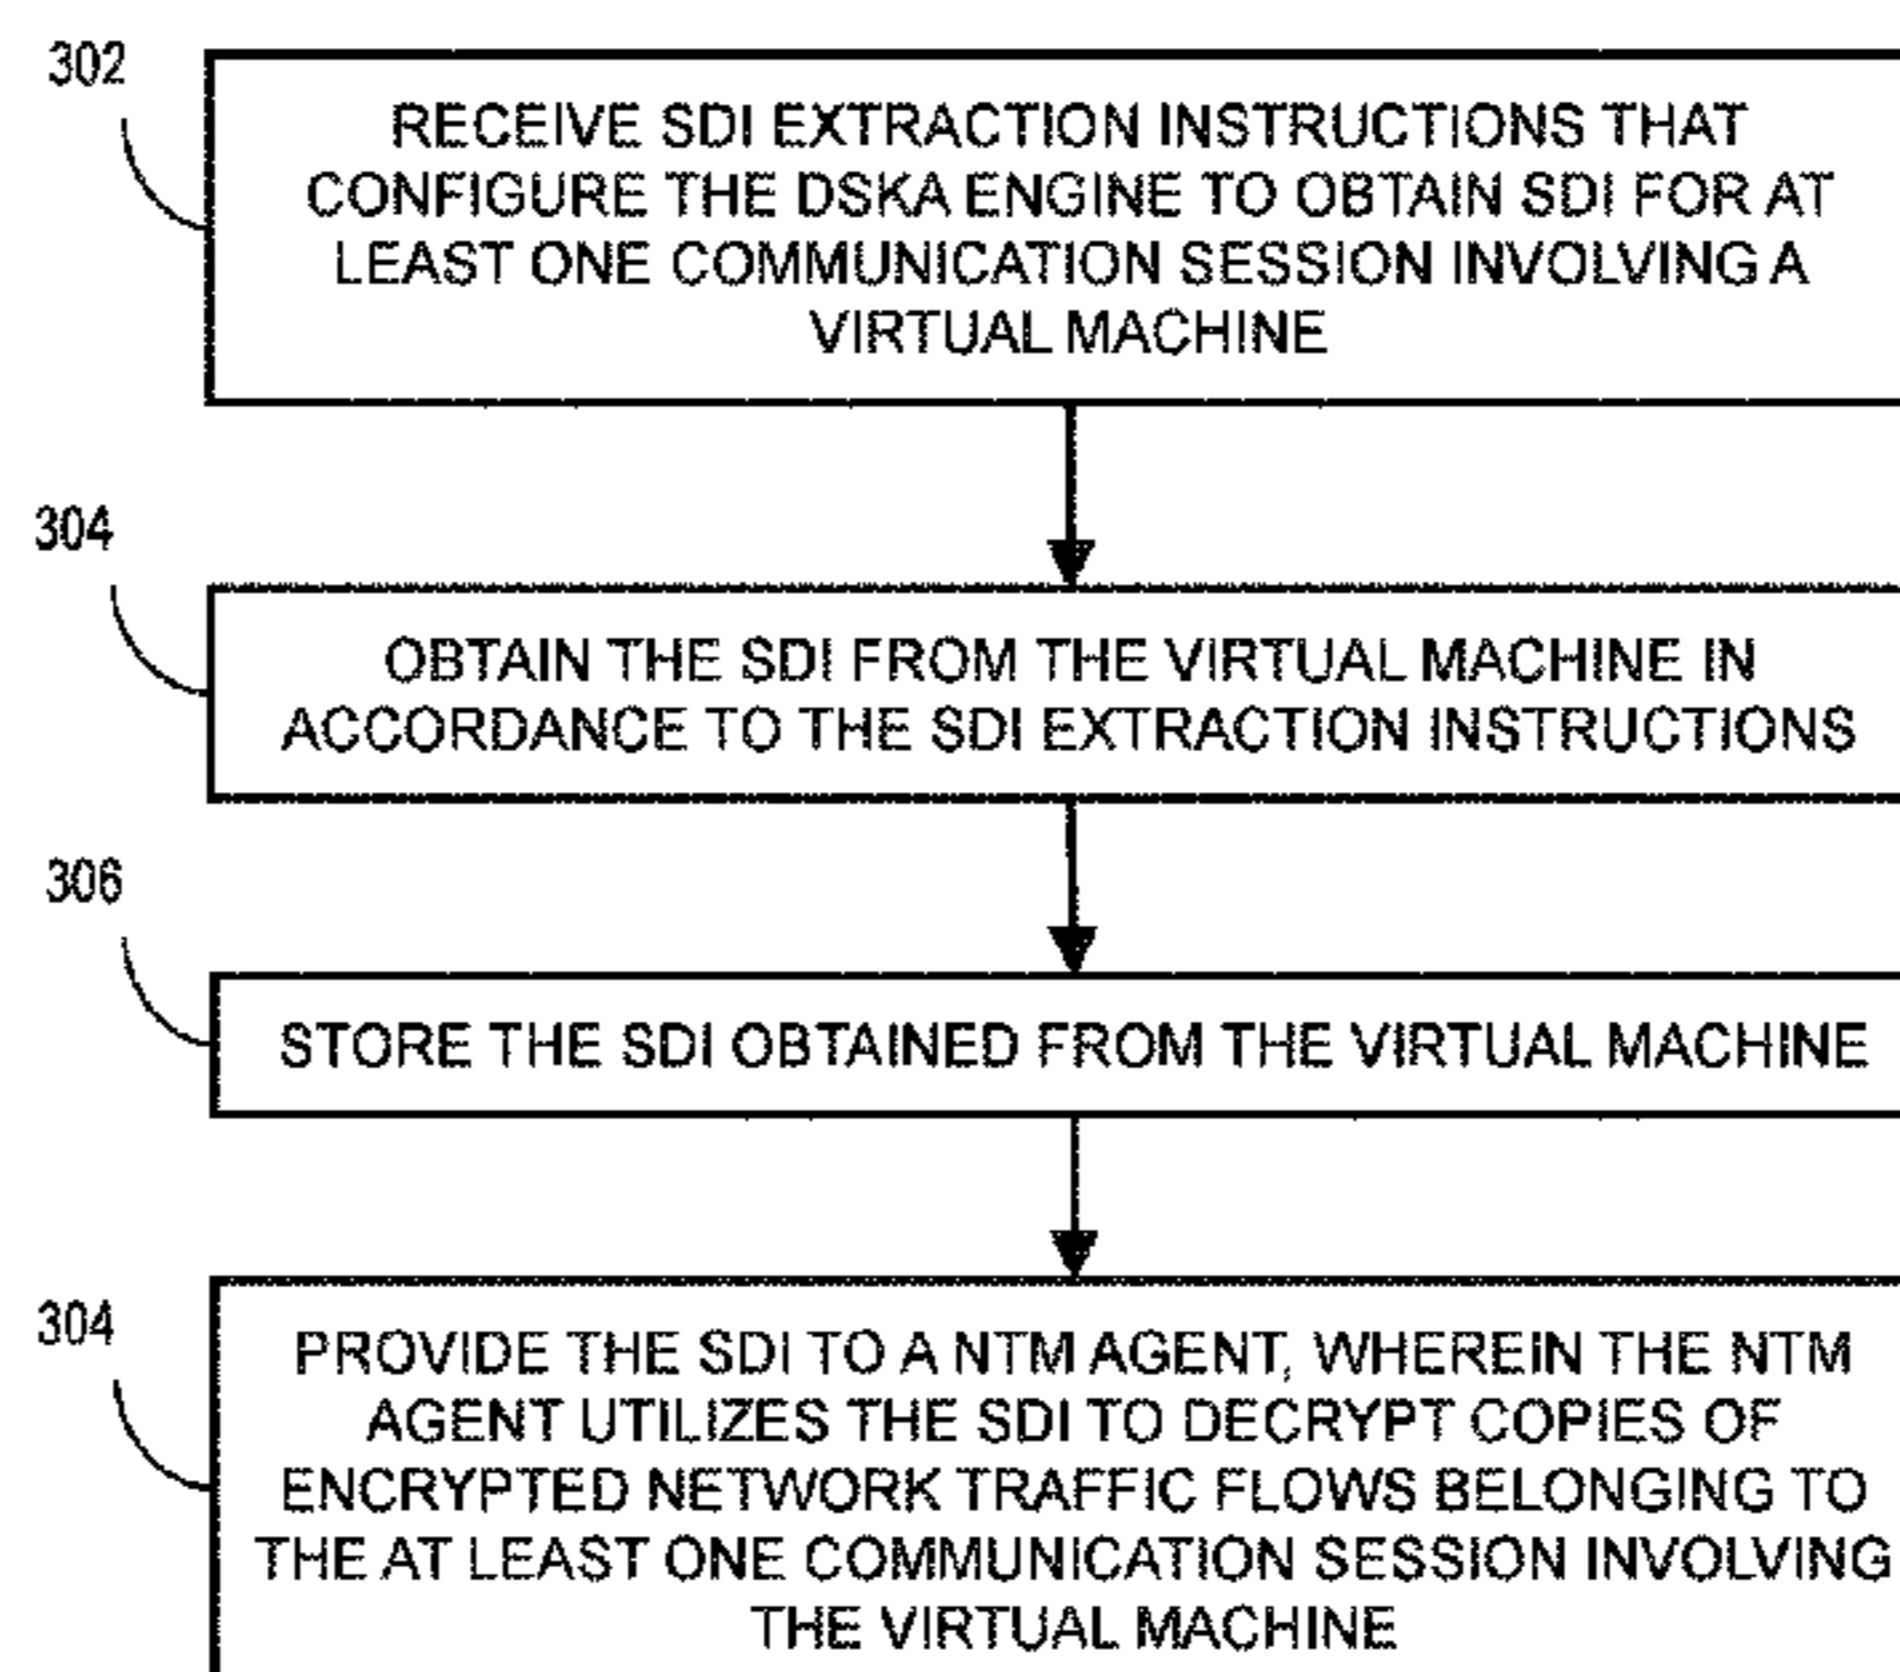 302
RECEIVE SDI EXTRACTION INSTRUCTIONS THAT
CONFIGURE THE DSKA ENGINE TO OBTAIN SDI FOR AT
LEAST ONE COMMUNICATION SESSION INVOLVING A
VIRTUAL MACHINE
304
OBTAIN THE SDI FROM THE VIRTUAL MACHINE IN
ACCORDANCE TO THE SDI EXTRACTION INSTRUCTIONS
306
STORE THE SDI OBTAINED FROM THE VIRTUAL MACHINE
304
PROVIDE THE SDI TO A NTM AGENT, WHEREIN THE NTM
AGENT UTILIZES THE SDI TO DECRYPT COPIES OF
ENCRYPTED NETWORK TRAFFIC FLOWS BELONGING TO
THE AT LEAST ONE COMMUNICATION SESSION INVOLVING
THE VIRTUAL MACHINE